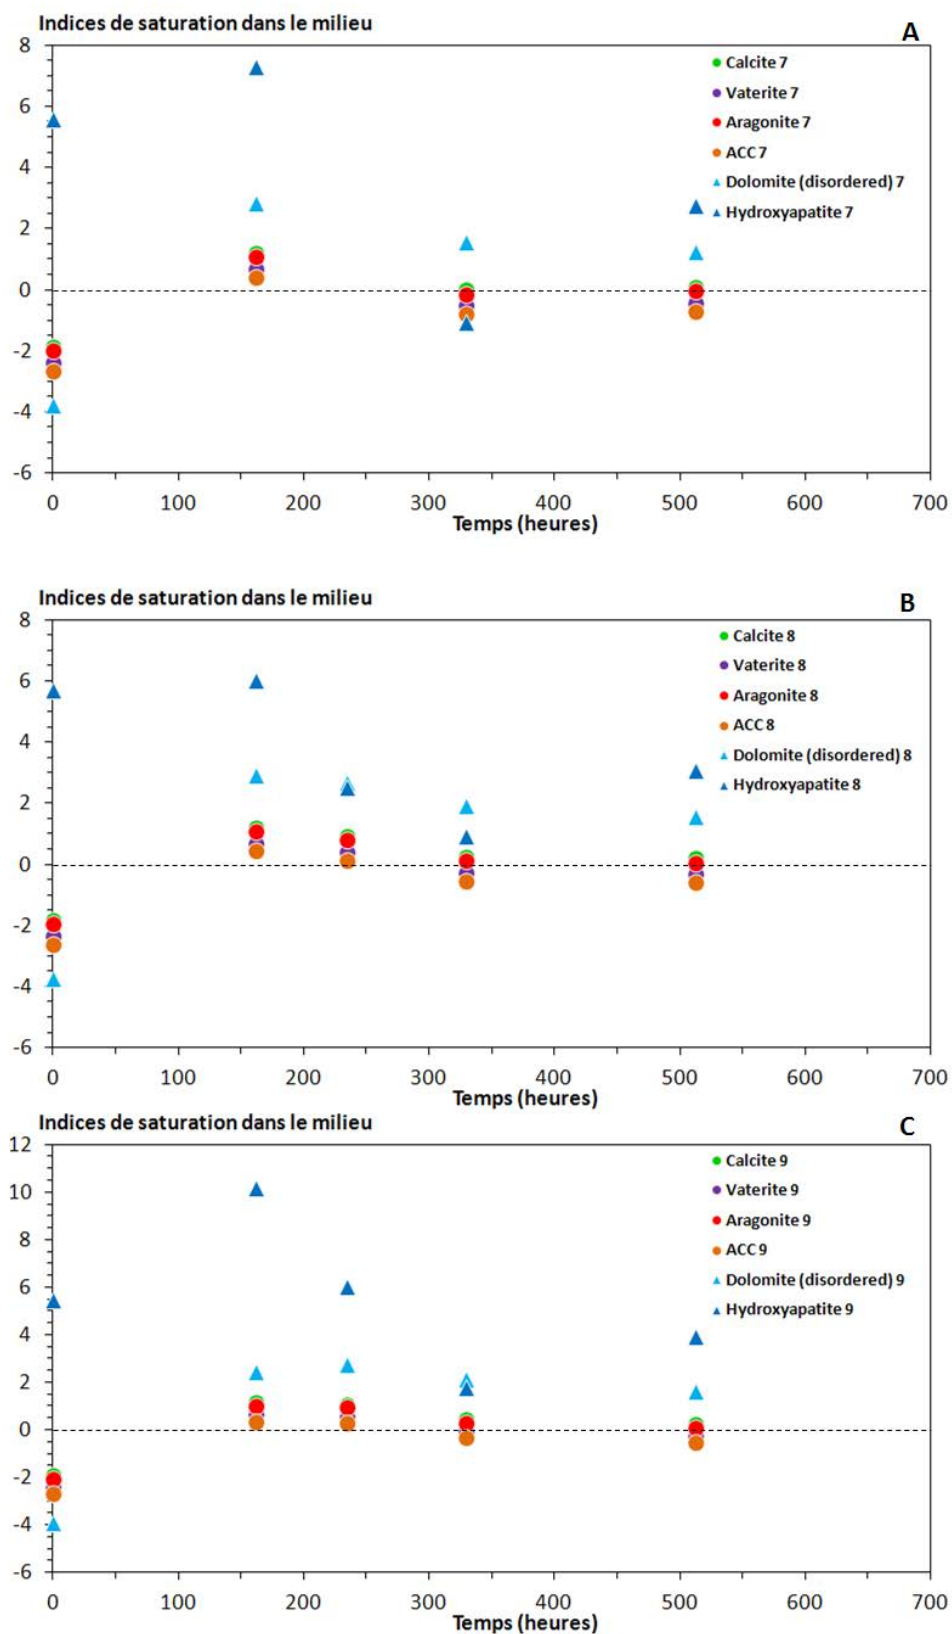 Indices de saturation dans le milieu
A
8
6
4
2
0
-2
-4
-6
Calcite 7
Vaterite 7
Aragonite 7
ACC 7
Dolomite (disordered) 7
Hydroxyapatite 7
0 100 200 300 400 500 600 700
Temps (heures)
Indices de saturation dans le milieu
B
8
6
4
2
0
-2
-4
-6
Calcite 8
Vaterite 8
Aragonite 8
ACC 8
Dolomite (disordered) 8
Hydroxyapatite 8
0 100 200 300 400 500 600 700
Temps (heures)
Indices de saturation dans le milieu
C
12
10
8
6
4
2
0
-2
-4
-6
Calcite 9
Vaterite 9
Aragonite 9
ACC 9
Dolomite (disordered) 9
Hydroxyapatite 9
0 100 200 300 400 500 600 700
Temps (heures)